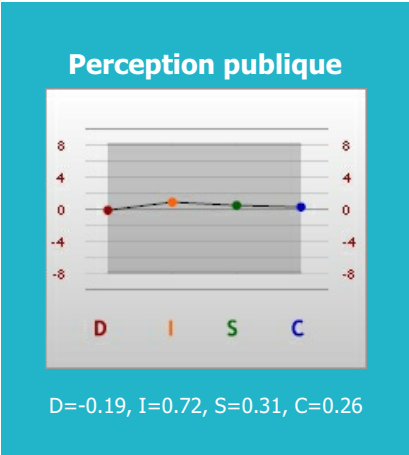 Perception publique
8 8
4 4
0 0
-4 -4
-8 -8
D I S C
D=-0.19, I=0.72, S=0.31, C=0.26